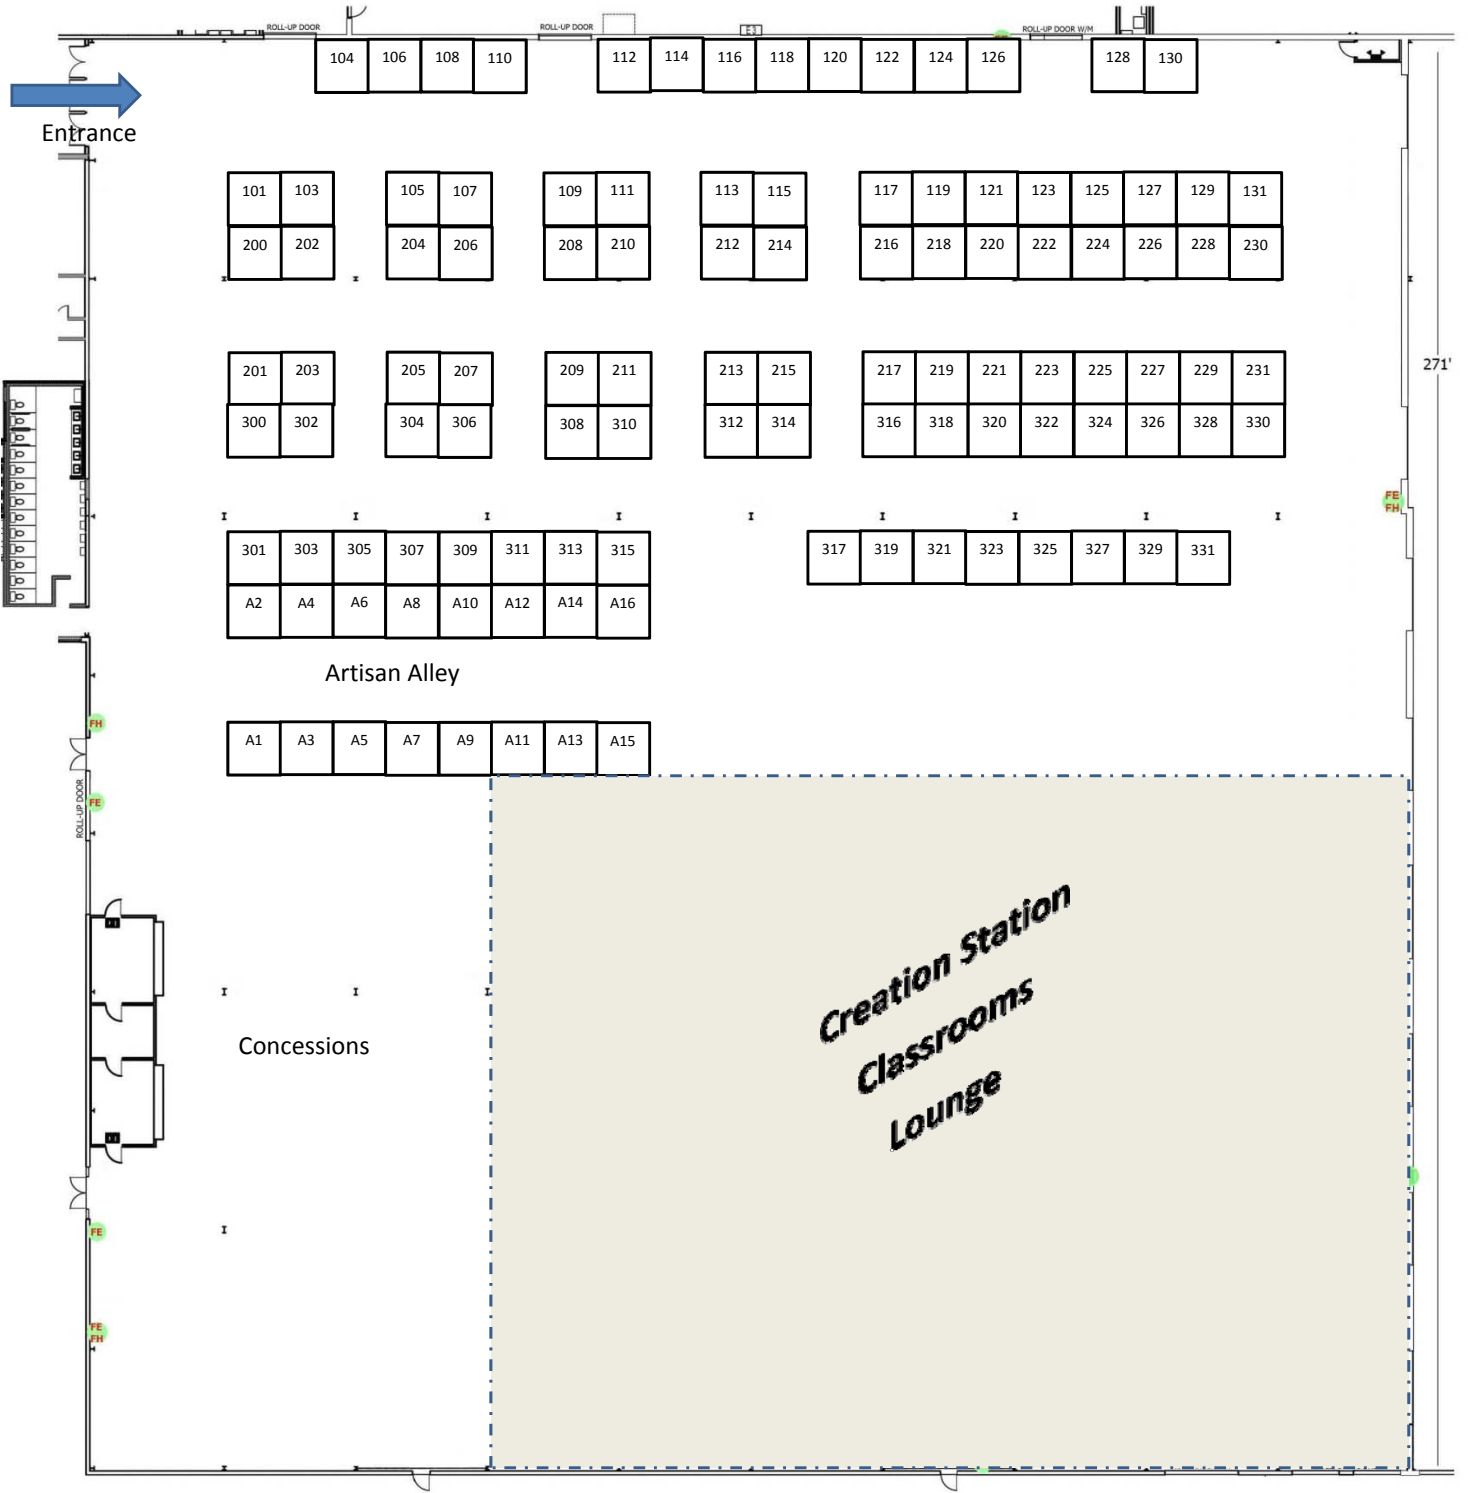 ROLL-UP DOOR ROLL-UP DOOR ROLL-UP DOOR W/M
104 106 108 110 112 114 116 118 120 122 124 126 128 130
Entrance
101 103 105 107 109 111 113 115 117 119 121 123 125 127 129 131
200 202 204 206 208 210 212 214 216 218 220 222 224 226 228 230
201 203 205 207 209 211 213 215 217 219 221 223 225 227 229 231
271'
300 302 304 306 308 310 312 314 316 318 320 322 324 326 328 330
FE
FH
301 303 305 307 309 311 313 315 317 319 321 323 325 327 329 331
A2 A4 A6 A8 A10 A12 A14 A16
Artisan Alley
FH
A1 A3 A5 A7 A9 A11 A13 A15
FE
ROLL-UP DOOR
Creation Station
Classrooms
Lounge
Concessions
FE
FE
FH